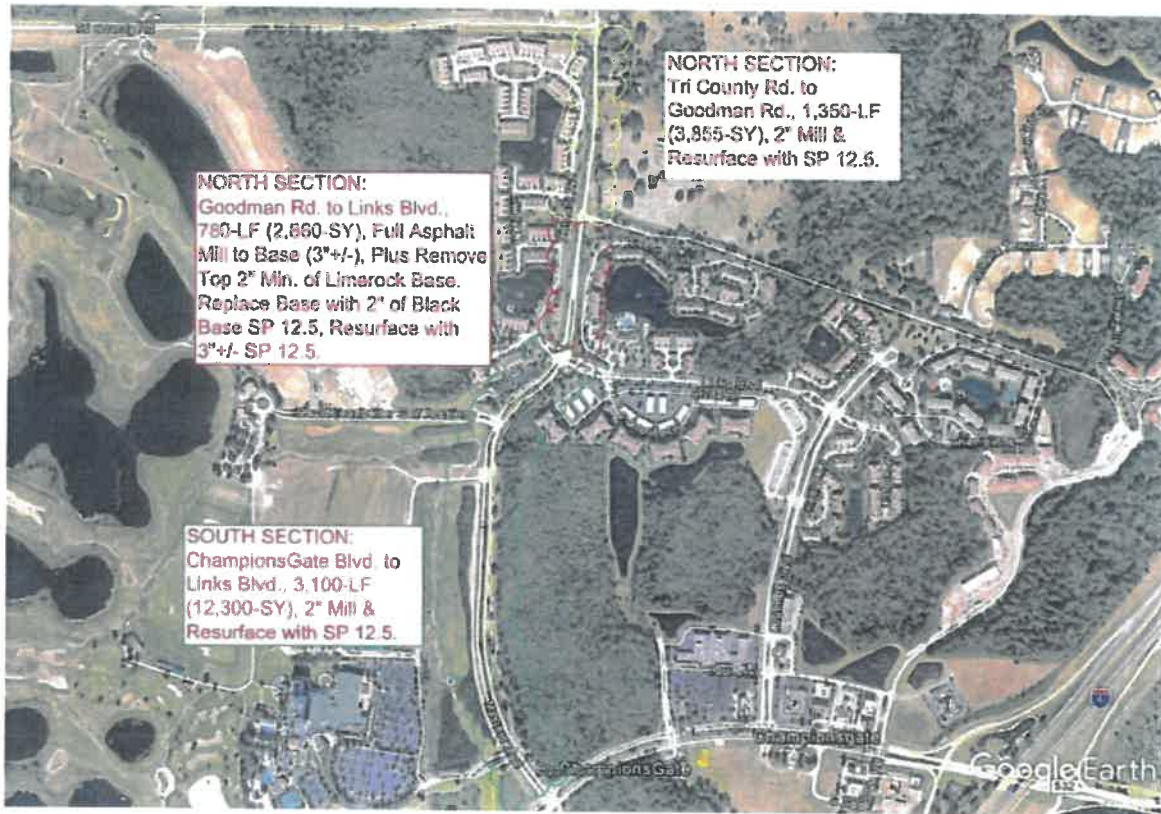 NORTH SECTION:
Tri County Rd. to
Goodman Rd., 1,350-LF
(3,855-SY), 2" Mill &
Resurface with SP 12.5.
NORTH SECTION:
Goodman Rd. to Links Blvd.,
780-LF (2,860-SY), Full Asphalt
Mill to Base (3"+/-), Plus Remove
Top 2" Min. of Limerock Base.
Replace Base with 2" of Black
Base SP 12.5, Resurface with
3"+/- SP 12.5.
SOUTH SECTION:
ChampionsGate Blvd. to
Links Blvd., 3,100-LF
(12,300-SY), 2" Mill &
Resurface with SP 12.5.
Championsgate
Champions Gate
4
Google Earth